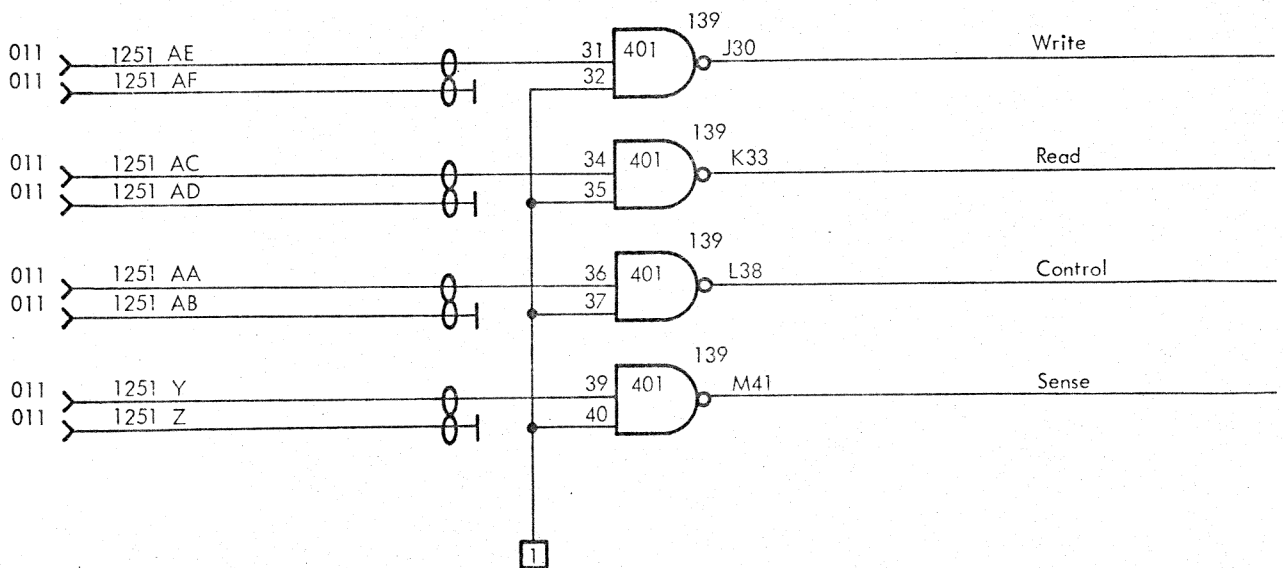 139
011 1251 AE 31 401 J30 Write
011 1251 AF 32
139
011 1251 AC 34 401 K33 Read
011 1251 AD 35
139
011 1251 AA 36 401 L38 Control
011 1251 AB 37
139
011 1251 Y 39 401 M41 Sense
011 1251 Z 40
1